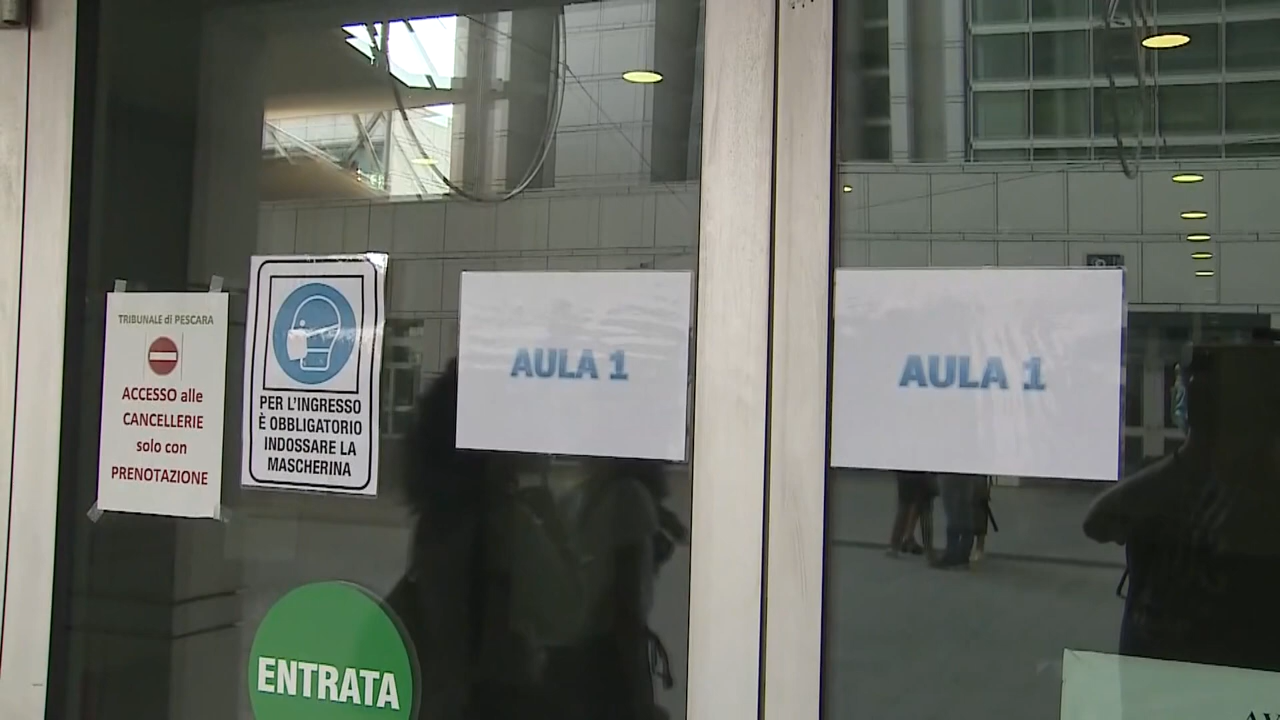 TRIBUNALE di PESCARA
ACCESSO alle
CANCELLERIE
solo con
PRENOTAZIONE
PER L'INGRESSO
È OBBLIGATORIO
INDOSSARE LA
MASCHERINA
AULA 1
AULA 1
ENTRATA